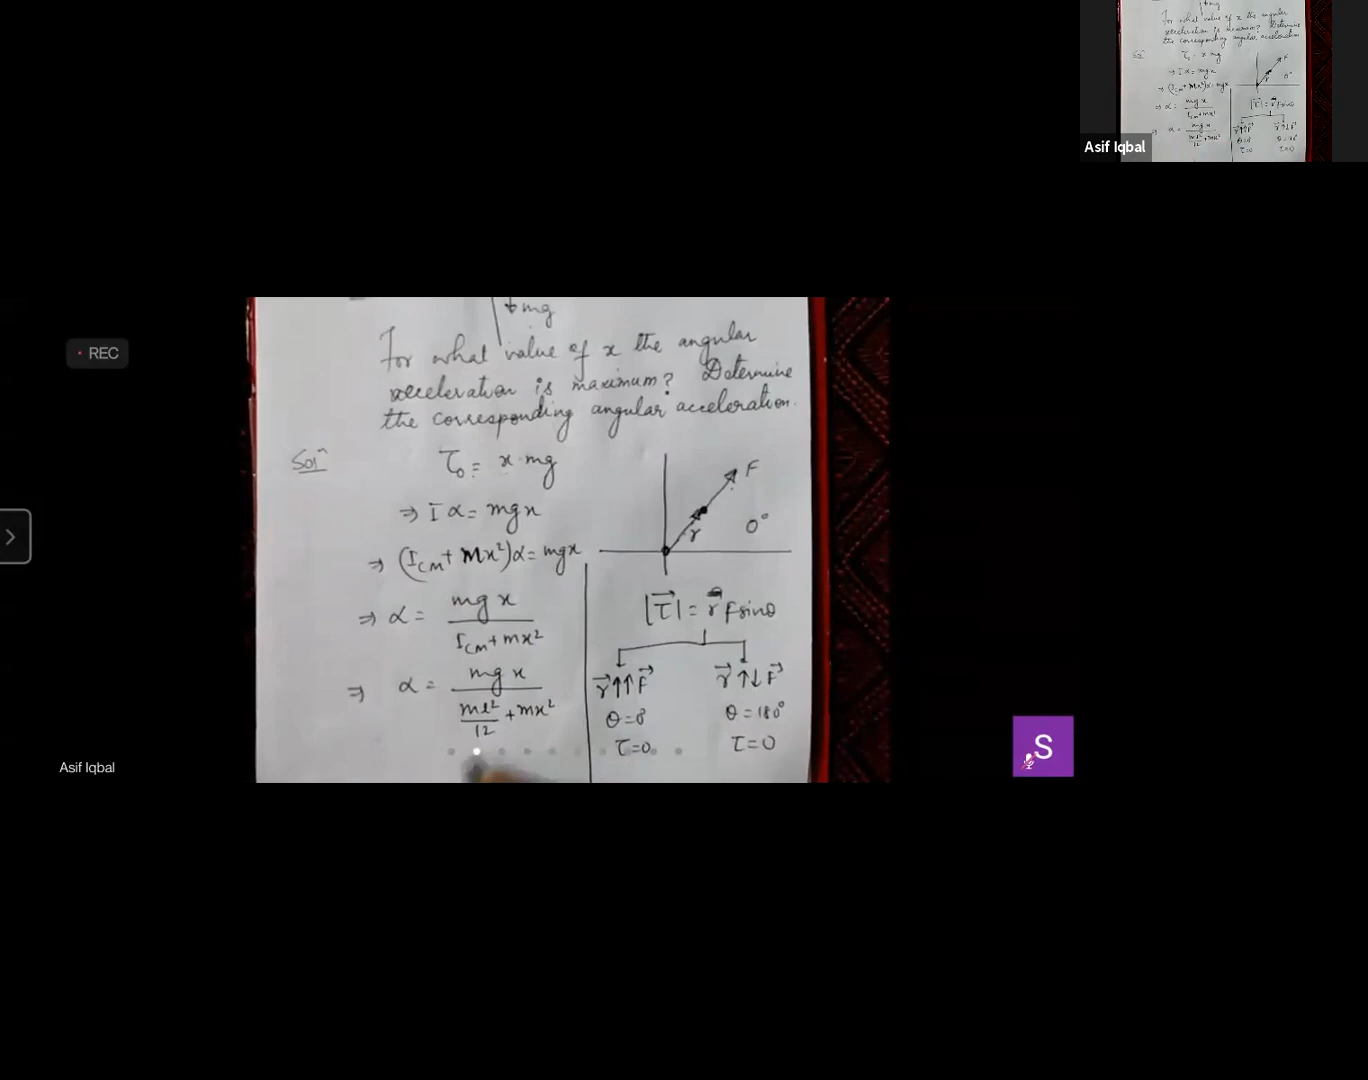 Asif Iqbal
REC
↓mg
For what value of x the angular
acceleration is maximum? Determine
the corresponding angular acceleration.
Solⁿ
τ₀ = x·mg
⇒ Iα = mgx
⇒ (I_CM + Mx²)α = mgx
⇒ α = mgx / (I_CM + mx²)
⇒ α = mgx / (ml²/12 + mx²)
F
r
0°
|τ⃗| = r⃗ F sinθ
r⃗ ↑↑ F⃗
θ = 0°
τ = 0
r⃗ ↑↓ F⃗
θ = 180°
τ = 0
S
Asif Iqbal